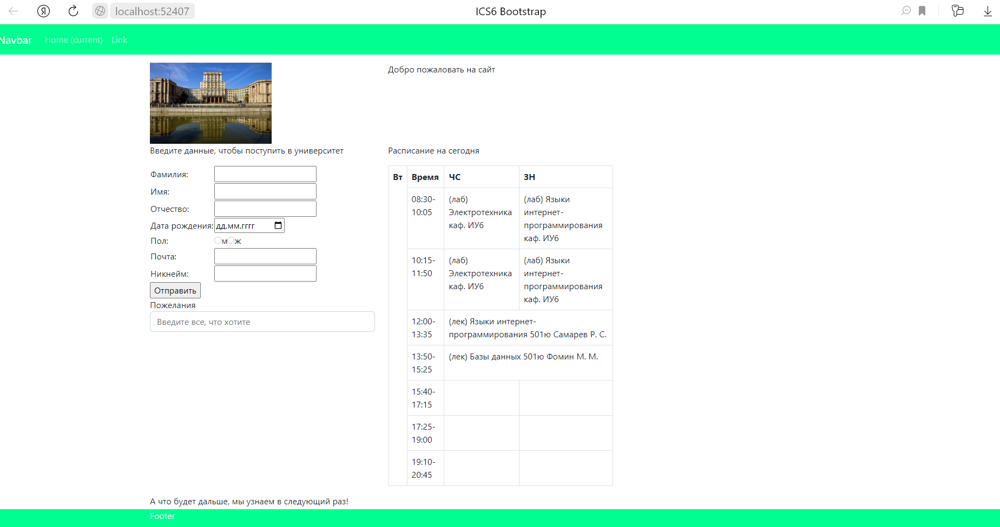 localhost:52407
ICS6 Bootstrap
Navbar Home (current) Link
Добро пожаловать на сайт
Введите данные, чтобы поступить в университет
Фамилия:
Имя:
Отчество:
Дата рождения: дд.мм.гггг
Пол: м ж
Почта:
Никнейм:
Отправить
Пожелания
Введите все, что хотите
Расписание на сегодня
Вт Время ЧС ЗН
08:30- (лаб) (лаб) Языки
10:05 Электротехника интернет-
каф. ИУ6 программирования
каф. ИУ6
10:15- (лаб) (лаб) Языки
11:50 Электротехника интернет-
каф. ИУ6 программирования
каф. ИУ6
12:00- (лек) Языки интернет-
13:35 программирования 501ю Самарев Р. С.
13:50- (лек) Базы данных 501ю Фомин М. М.
15:25
15:40-
17:15
17:25-
19:00
19:10-
20:45
А что будет дальше, мы узнаем в следующий раз!
Footer